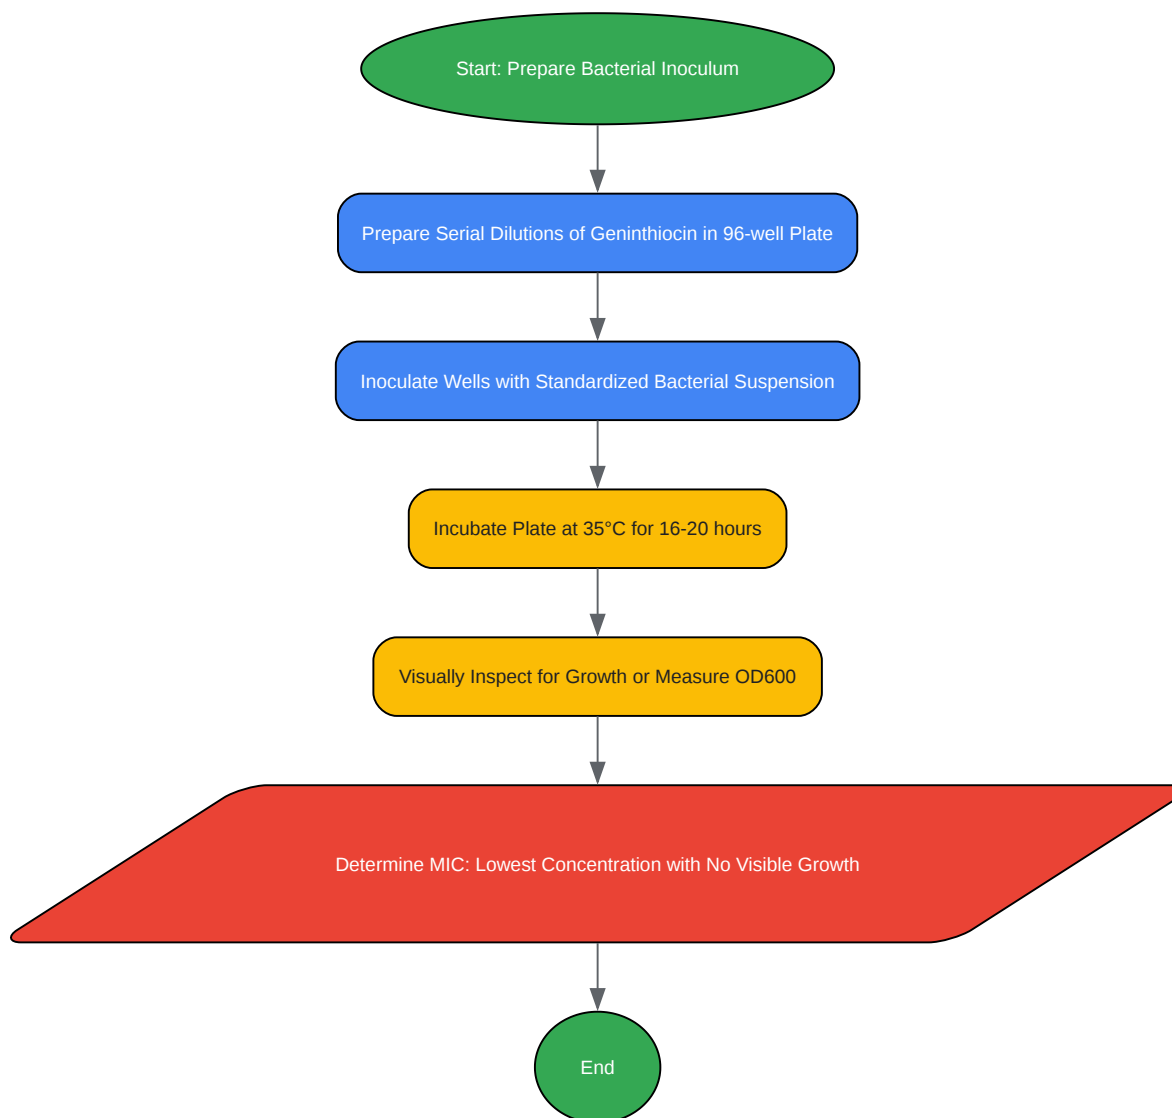 Start: Prepare Bacterial Inoculum
Prepare Serial Dilutions of Geninthiocin in 96-well Plate
Inoculate Wells with Standardized Bacterial Suspension
Incubate Plate at 35°C for 16-20 hours
Visually Inspect for Growth or Measure OD600
Determine MIC: Lowest Concentration with No Visible Growth
End